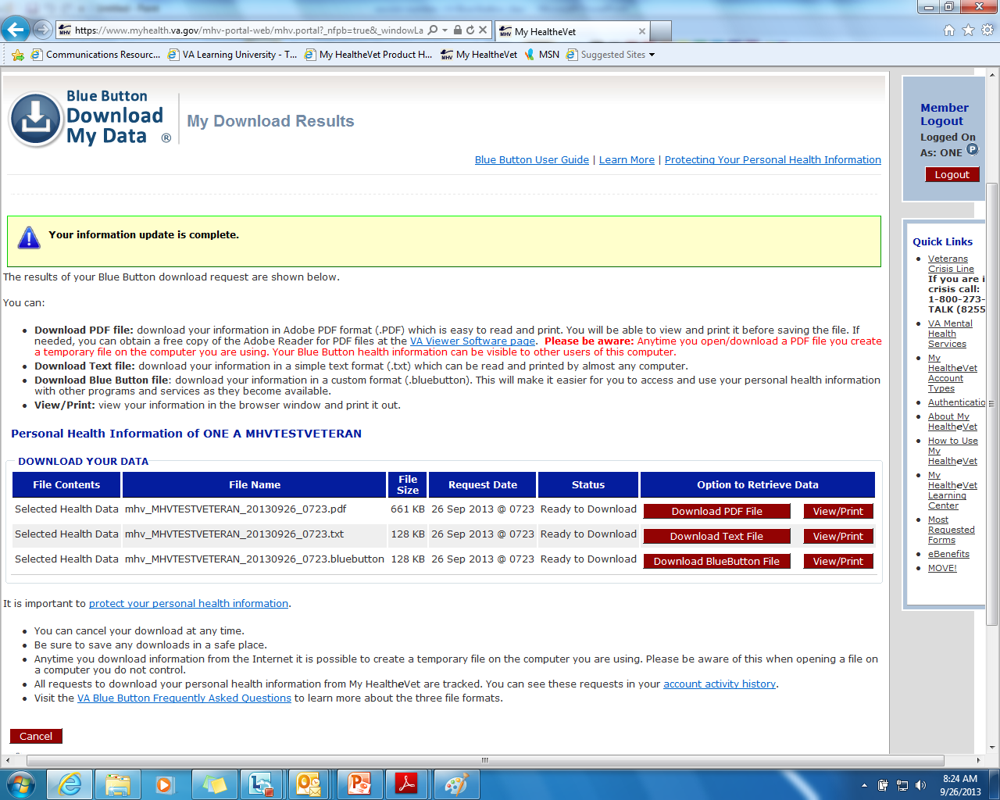 https://www.myhealth.va.gov/mhv-portal-web/mhv.portal?_nfpb=true&_windowLa
My HealtheVet
Communications Resourc...
VA Learning University - T...
My HealtheVet Product H...
My HealtheVet
MSN
Suggested Sites
Blue Button
Download
My Data ®
My Download Results
Blue Button User Guide | Learn More | Protecting Your Personal Health Information
Your information update is complete.
The results of your Blue Button download request are shown below.
You can:
Download PDF file: download your information in Adobe PDF format (.PDF) which is easy to read and print. You will be able to view and print it before saving the file. If
needed, you can obtain a free copy of the Adobe Reader for PDF files at the VA Viewer Software page. Please be aware: Anytime you open/download a PDF file you create
a temporary file on the computer you are using. Your Blue Button health information can be visible to other users of this computer.
Download Text file: download your information in a simple text format (.txt) which can be read and printed by almost any computer.
Download Blue Button file: download your information in a custom format (.bluebutton). This will make it easier for you to access and use your personal health information
with other programs and services as they become available.
View/Print: view your information in the browser window and print it out.
Personal Health Information of ONE A MHVTESTVETERAN
DOWNLOAD YOUR DATA
File Contents File Name File Size Request Date Status Option to Retrieve Data
Selected Health Data mhv_MHVTESTVETERAN_20130926_0723.pdf 661 KB 26 Sep 2013 @ 0723 Ready to Download Download PDF File View/Print
Selected Health Data mhv_MHVTESTVETERAN_20130926_0723.txt 128 KB 26 Sep 2013 @ 0723 Ready to Download Download Text File View/Print
Selected Health Data mhv_MHVTESTVETERAN_20130926_0723.bluebutton 128 KB 26 Sep 2013 @ 0723 Ready to Download Download BlueButton File View/Print
It is important to protect your personal health information.
You can cancel your download at any time.
Be sure to save any downloads in a safe place.
Anytime you download information from the Internet it is possible to create a temporary file on the computer you are using. Please be aware of this when opening a file on
a computer you do not control.
All requests to download your personal health information from My HealtheVet are tracked. You can see these requests in your account activity history.
Visit the VA Blue Button Frequently Asked Questions to learn more about the three file formats.
Cancel
Member
Logout
Logged On
As: ONE P
Logout
Quick Links
Veterans
Crisis Line
If you are i
crisis call:
1-800-273-
TALK (8255
VA Mental
Health
Services
My
HealtheVet
Account
Types
Authenticatio
About My
HealtheVet
How to Use
My
HealtheVet
My
HealtheVet
Learning
Center
Most
Requested
Forms
eBenefits
MOVE!
8:24 AM
9/26/2013